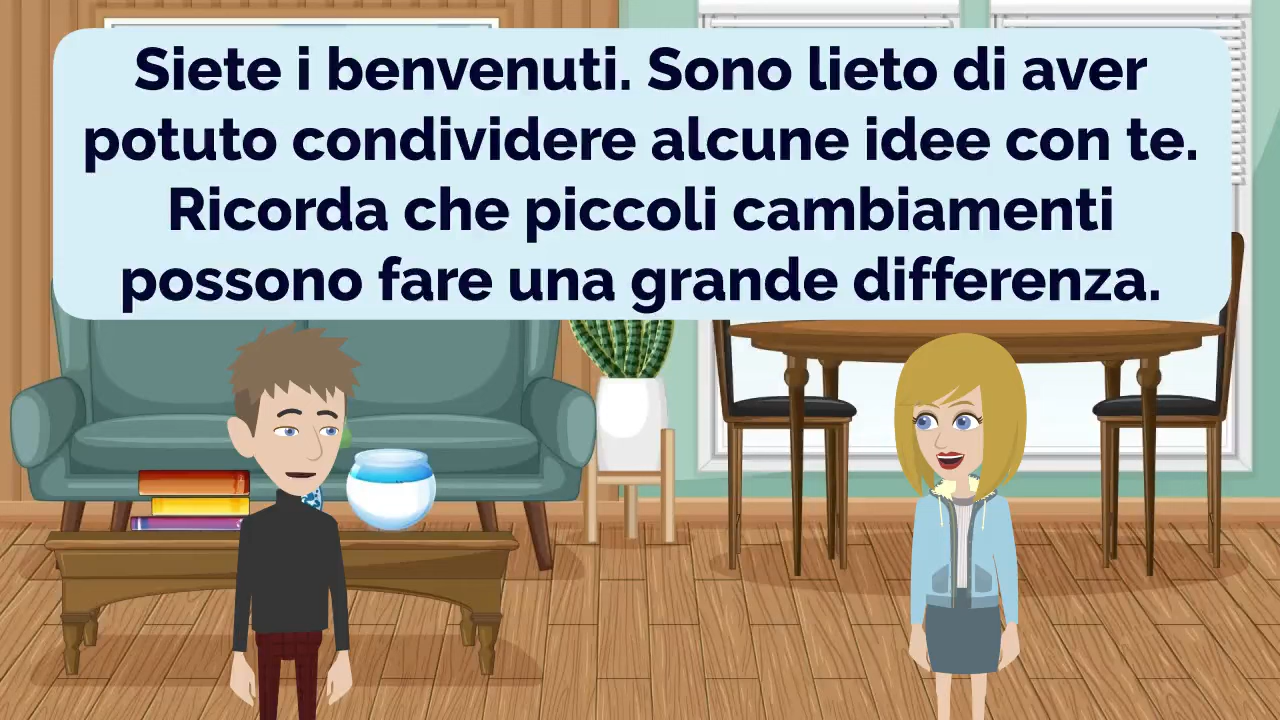 Siete i benvenuti. Sono lieto di aver
potuto condividere alcune idee con te.
Ricorda che piccoli cambiamenti
possono fare una grande differenza.